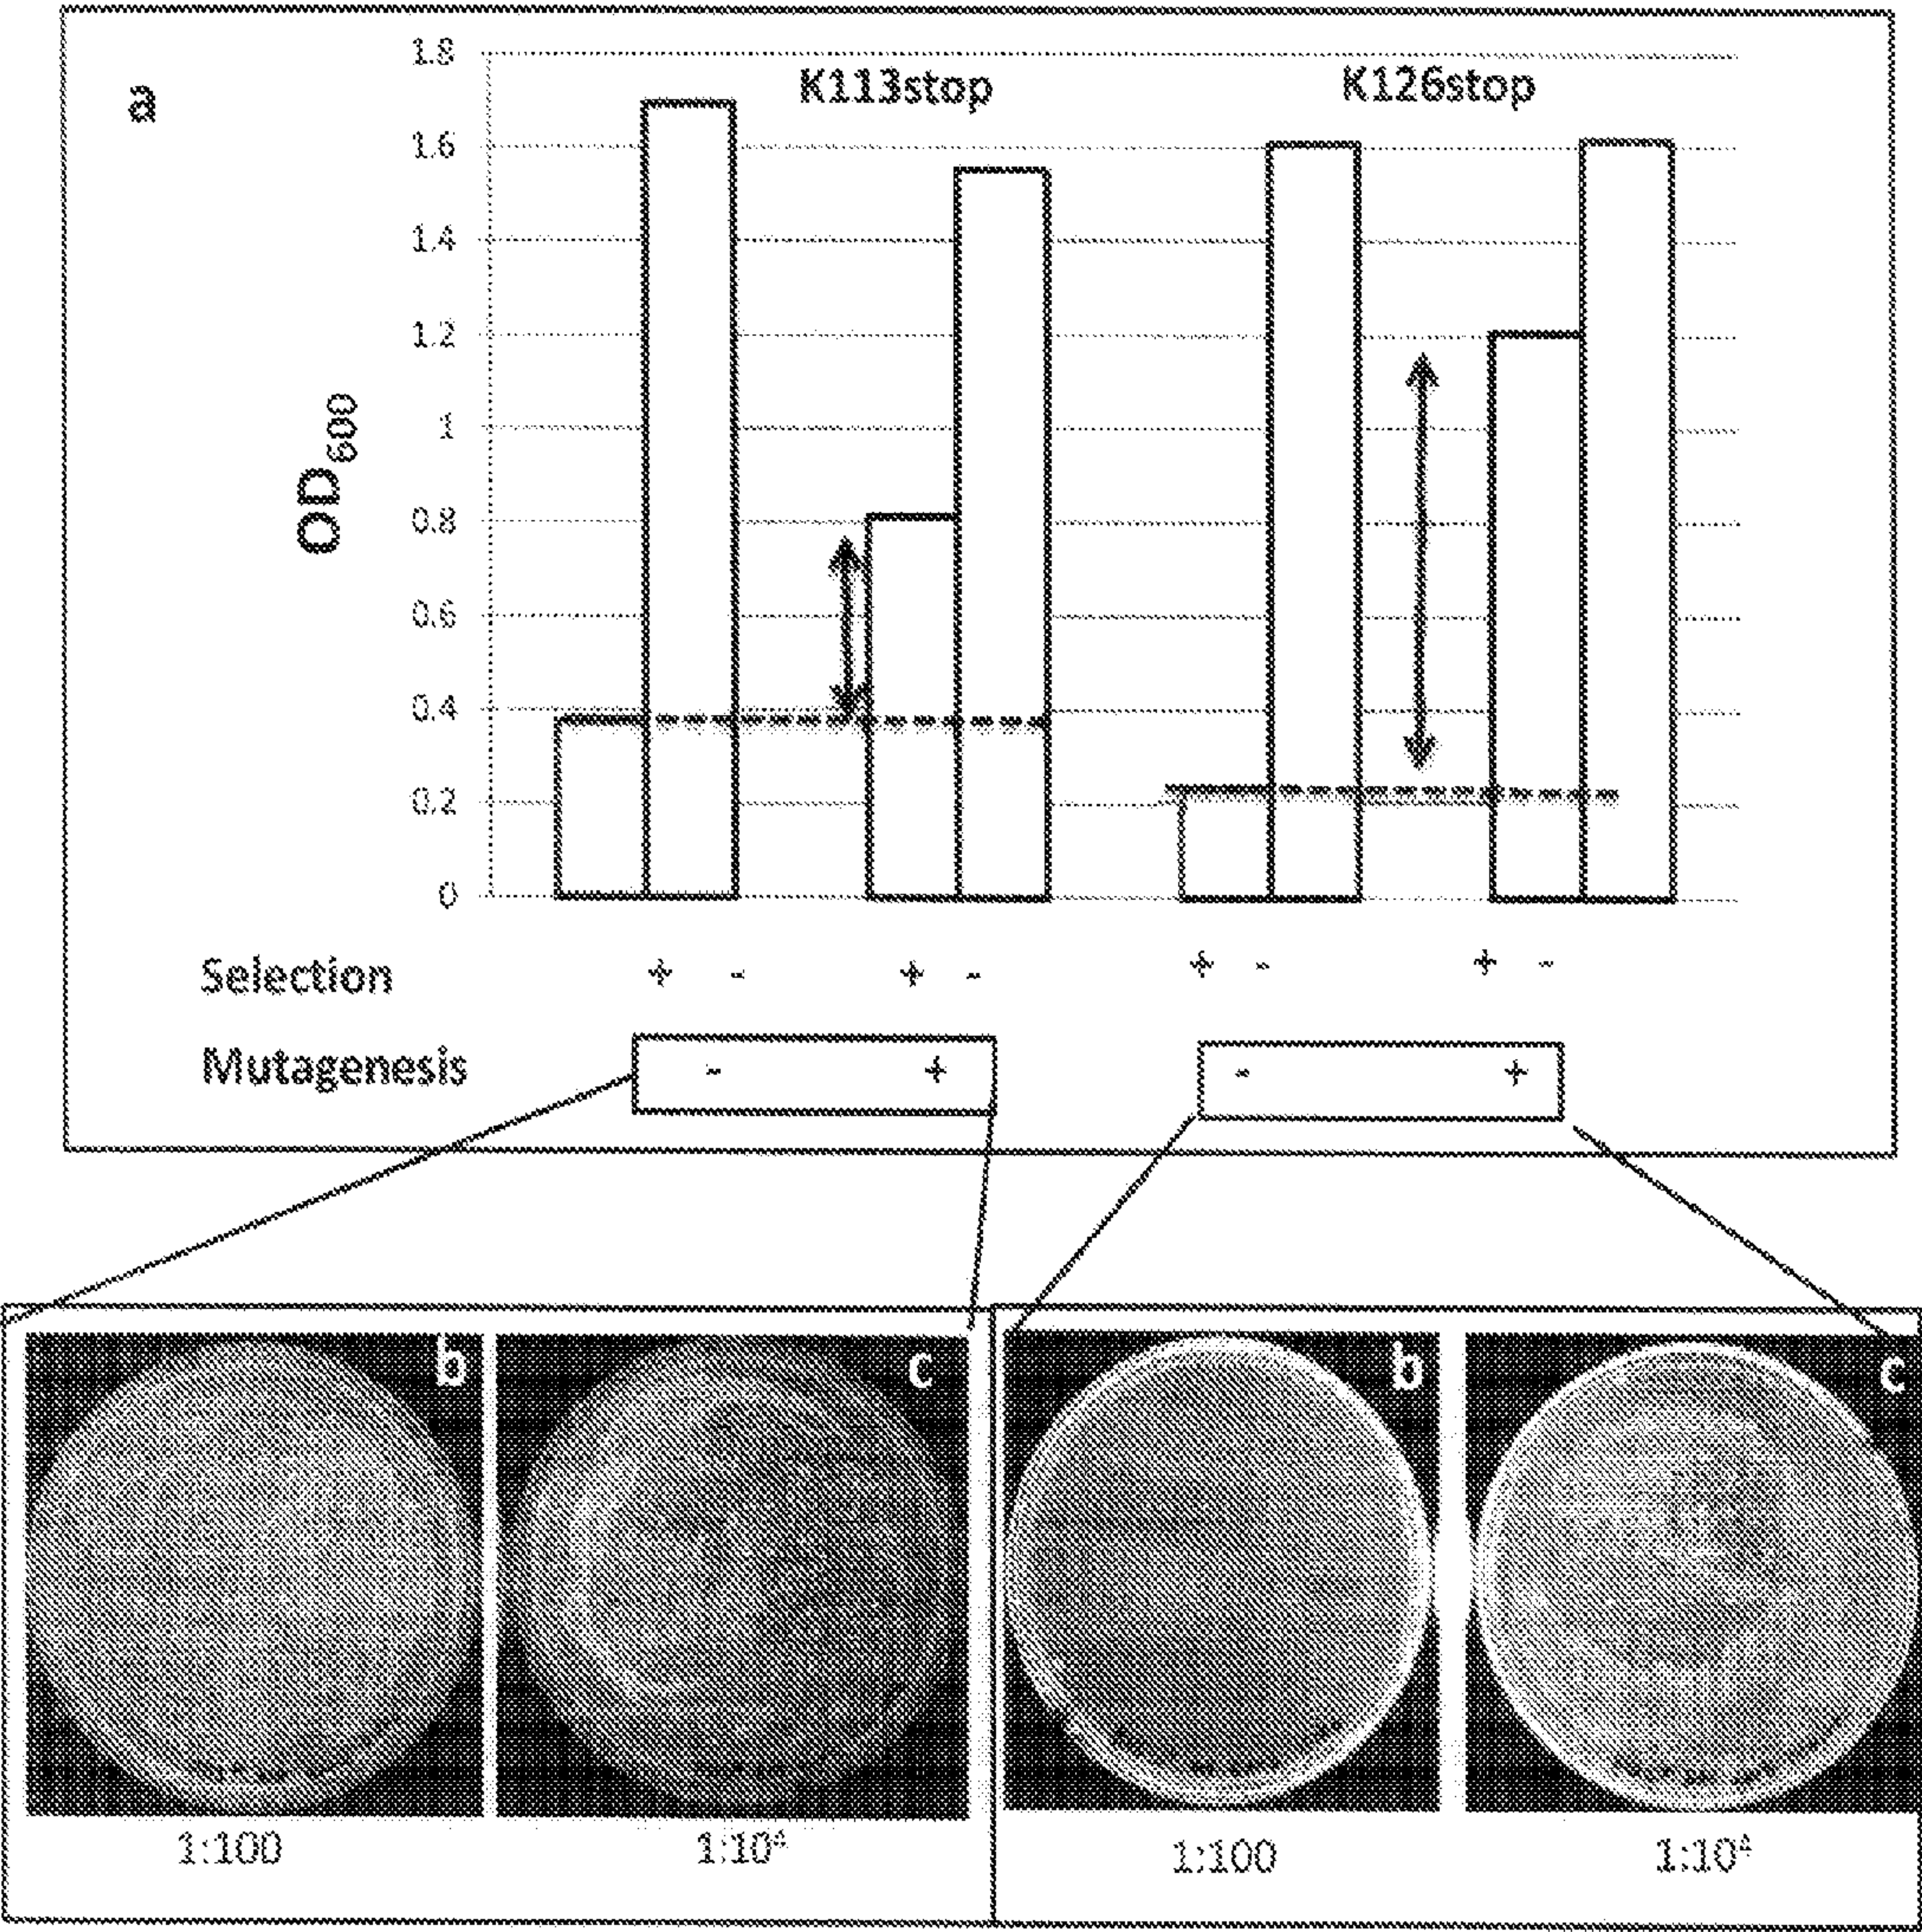 a
K113stop K126stop
1.8
1.6
1.4
1.2
1
0.8
0.6
0.4
0.2
0
OD600
Selection + - + - + - + -
Mutagenesis - + - +
b c b c
1:100 1:10⁴ 1:100 1:10⁴